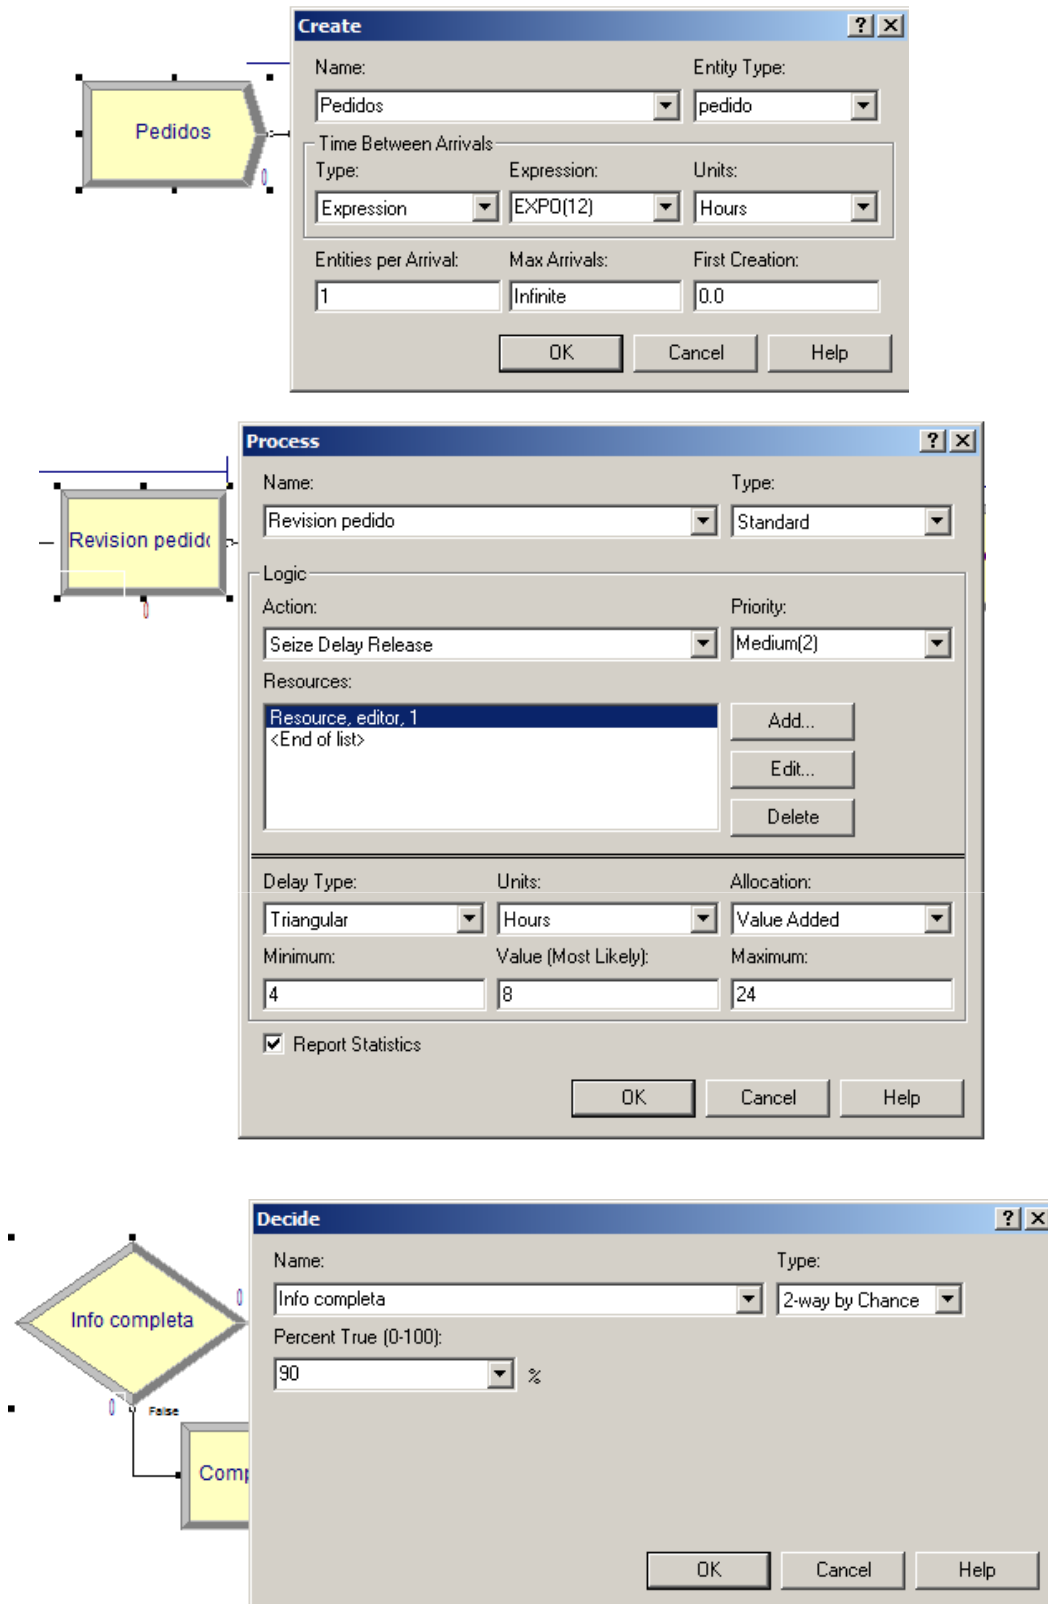 Create
Name: Entity Type:
Pedidos pedido
Pedidos
Time Between Arrivals
Type: Expression: Units:
Expression EXPO(12) Hours
0
Entities per Arrival: Max Arrivals: First Creation:
1 Infinite 0.0
OK Cancel Help
Process
Name: Type:
Revision pedido Standard
Revision pedido
Logic
Action: Priority:
Seize Delay Release Medium(2)
0
Resources:
Resource, editor, 1
<End of list>
Add...
Edit...
Delete
Delay Type: Units: Allocation:
Triangular Hours Value Added
Minimum: Value (Most Likely): Maximum:
4 8 24
Report Statistics
OK Cancel Help
Decide
Name: Type:
Info completa 2-way by Chance
Info completa
0
Percent True (0-100):
90 %
0 False
Comp
OK Cancel Help